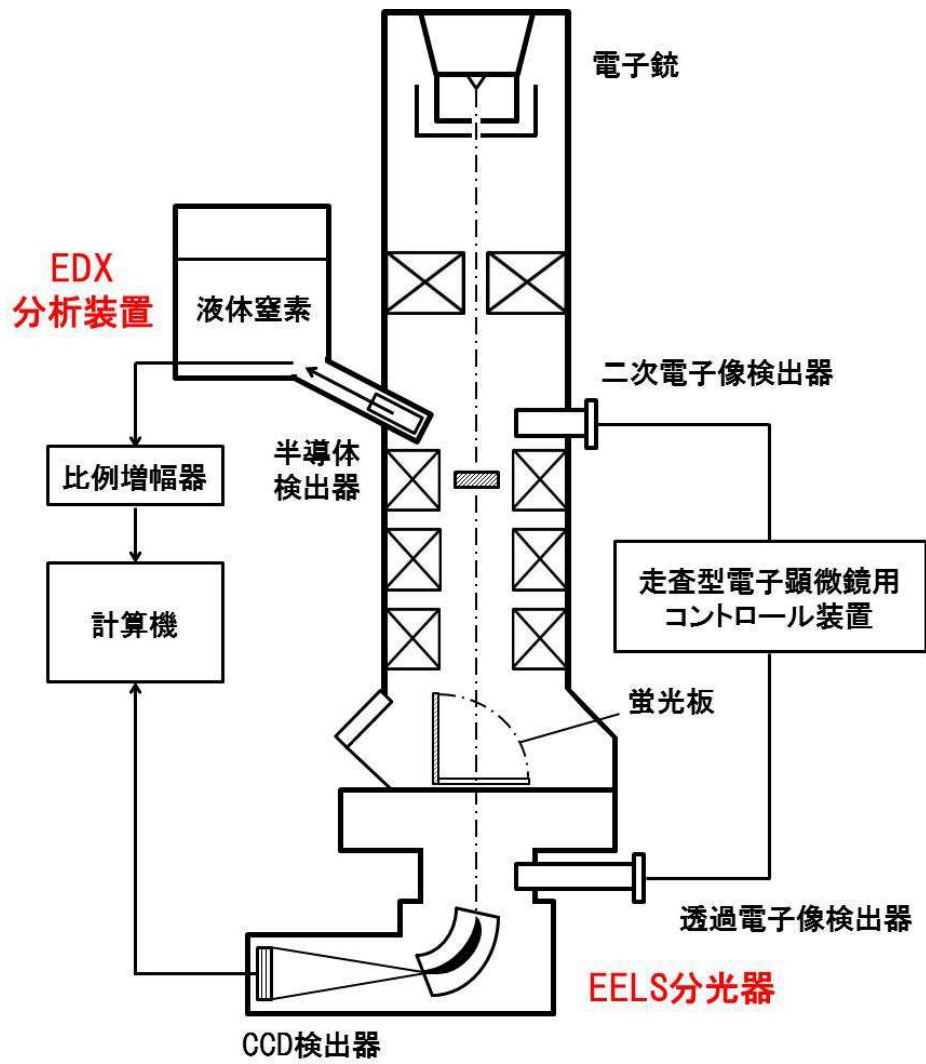 電子銃
EDX
分析装置
液体窒素
二次電子像検出器
半導体
検出器
比例増幅器
走査型電子顕微鏡用
コントロール装置
計算機
蛍光板
透過電子像検出器
EELS分光器
CCD検出器